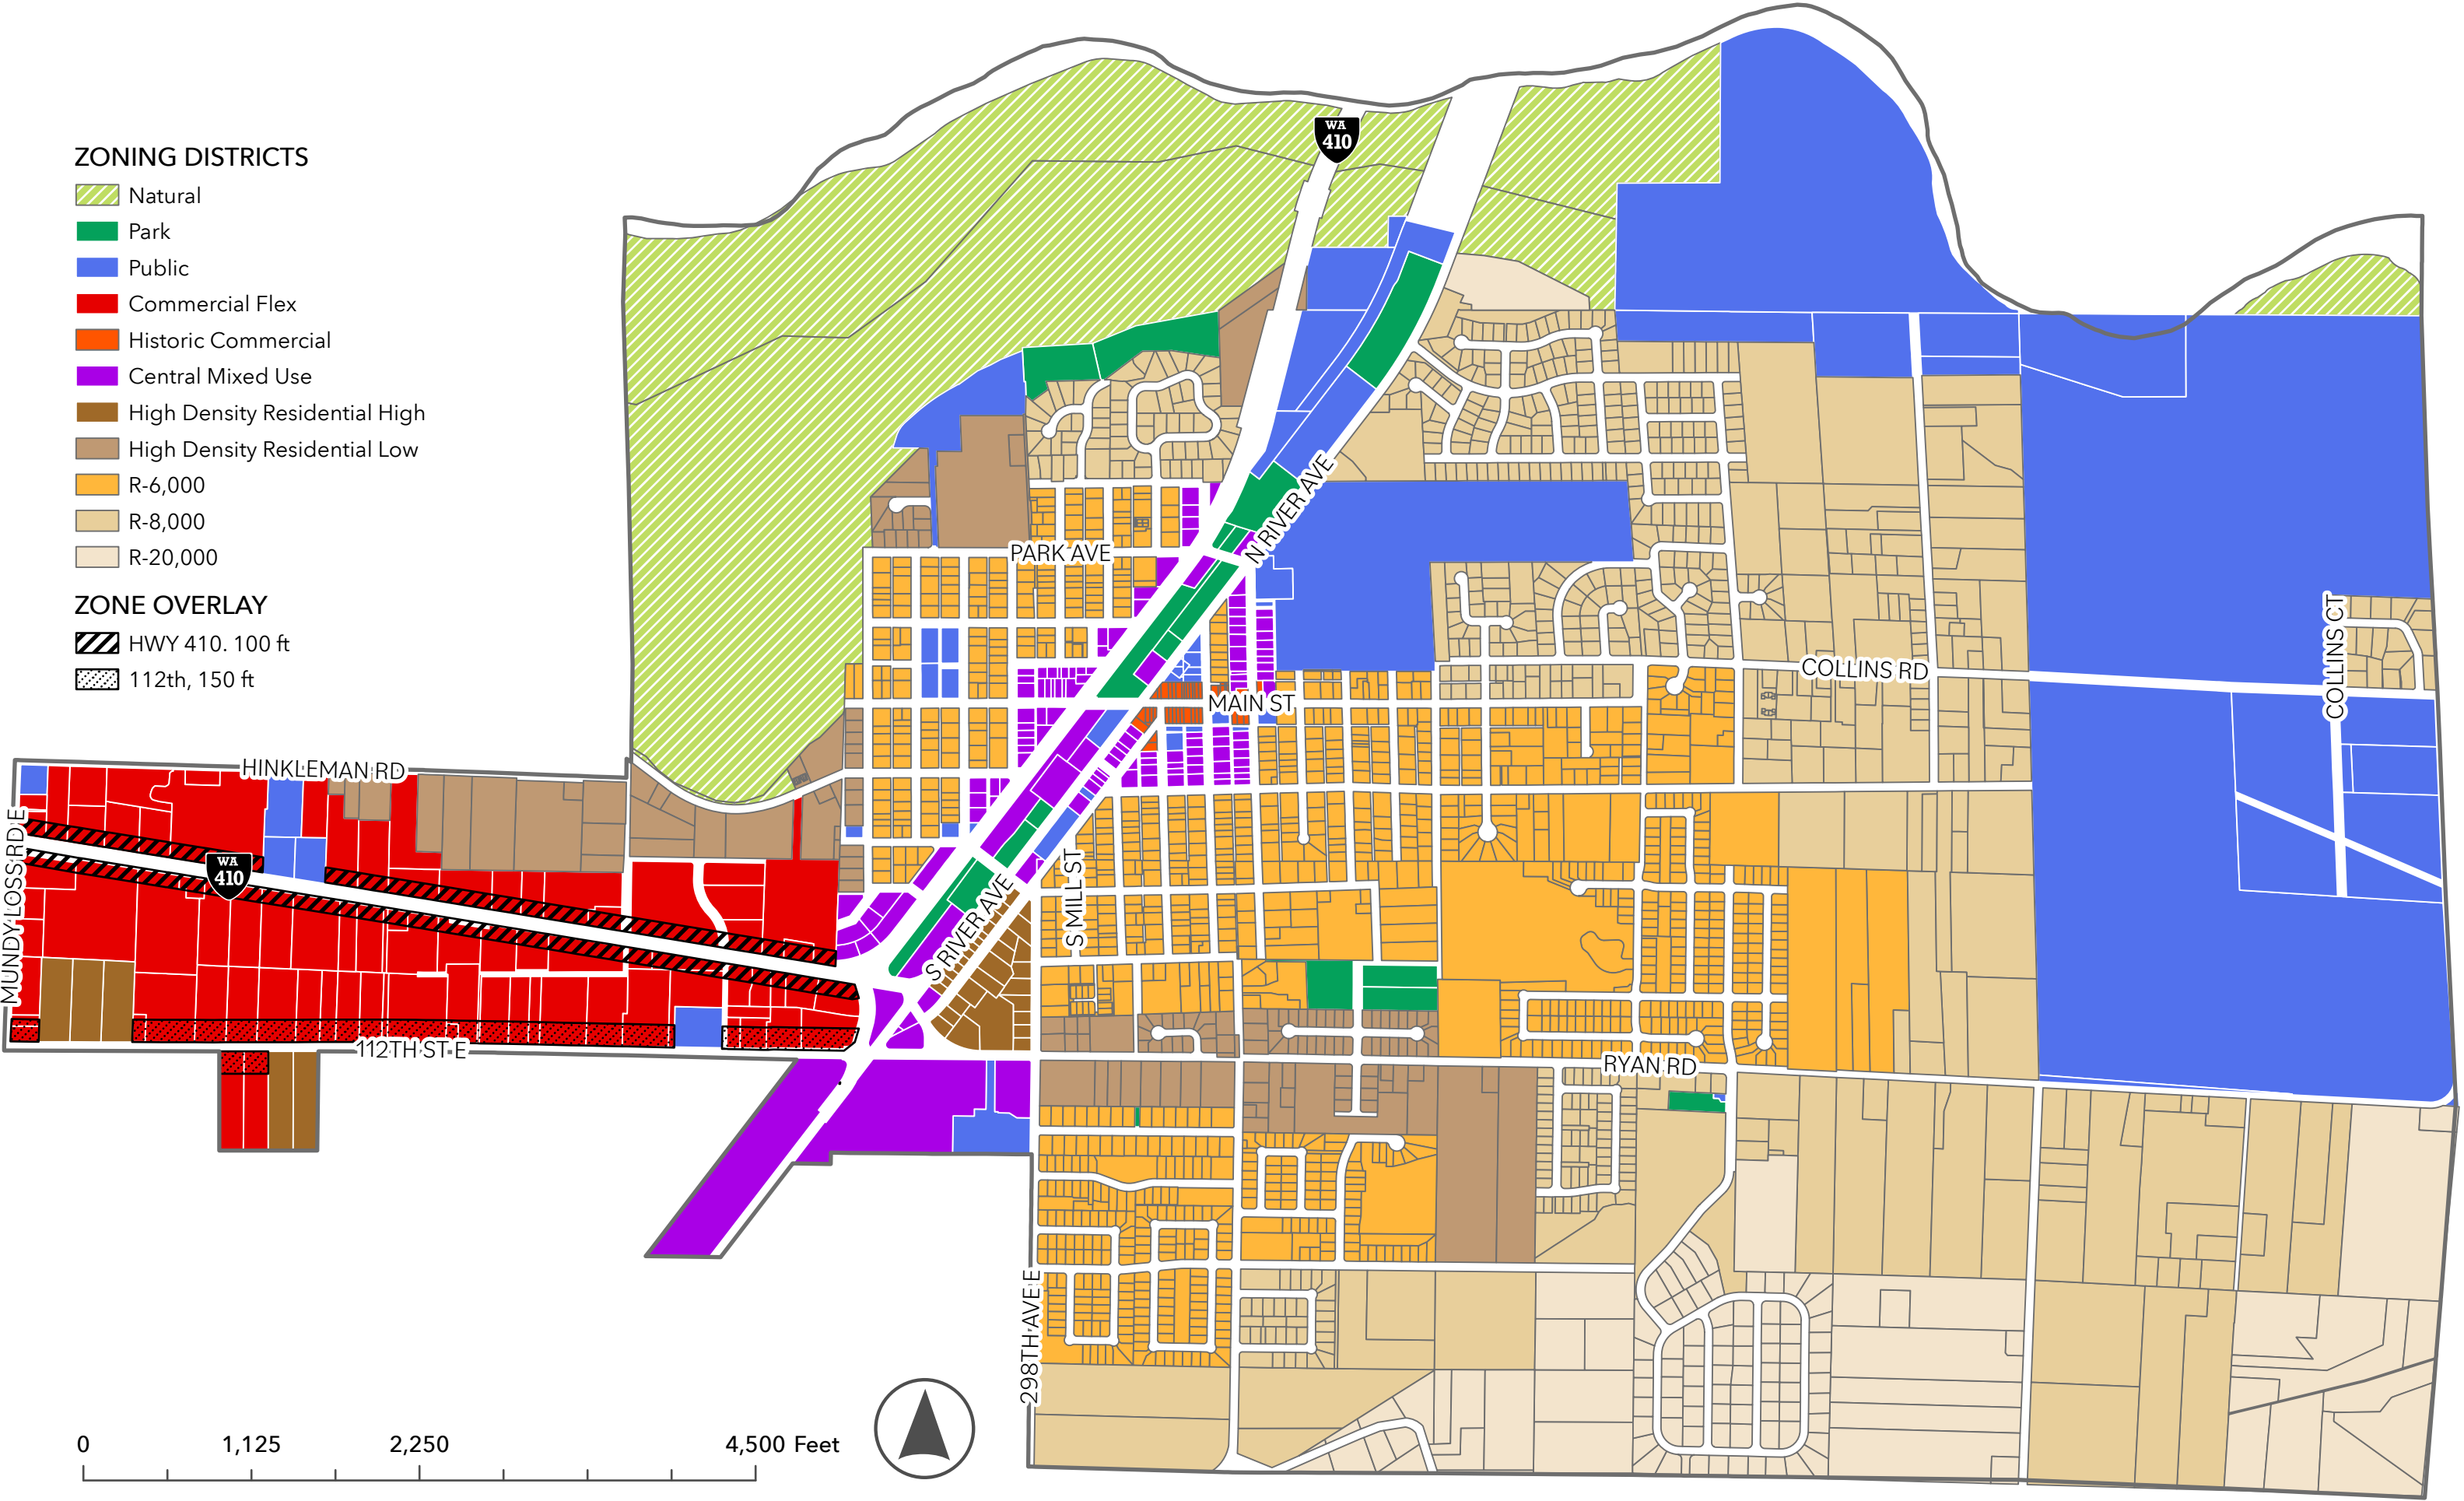 ZONING DISTRICTS
Natural
Park
Public
Commercial Flex
Historic Commercial
Central Mixed Use
High Density Residential High
High Density Residential Low
R-6,000
R-8,000
R-20,000
ZONE OVERLAY
HWY 410. 100 ft
112th, 150 ft
WA
410
N RIVER AVE
PARK AVE
COLLINS RD
COLLINS CT
MAIN ST
HINKLEMAN RD
MUNDY LOSS RD E
WA
410
S MILL ST
S RIVER AVE
112TH ST E
RYAN RD
298TH AVE E
0
1,125
2,250
4,500 Feet